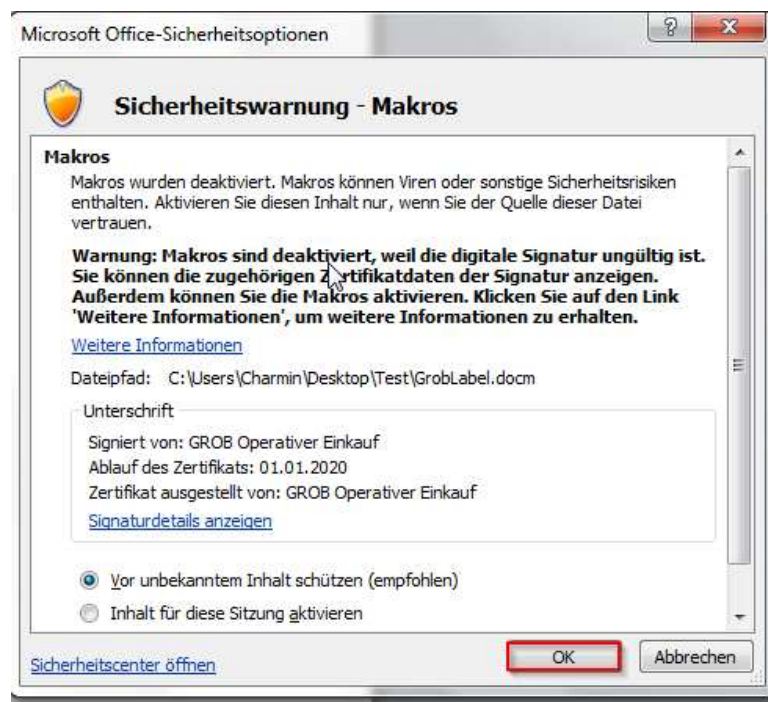 Microsoft Office-Sicherheitsoptionen
Sicherheitswarnung - Makros
Makros
Makros wurden deaktiviert. Makros können Viren oder sonstige Sicherheitsrisiken
enthalten. Aktivieren Sie diesen Inhalt nur, wenn Sie der Quelle dieser Datei
vertrauen.
Warnung: Makros sind deaktiviert, weil die digitale Signatur ungültig ist.
Sie können die zugehörigen Zertifikatdaten der Signatur anzeigen.
Außerdem können Sie die Makros aktivieren. Klicken Sie auf den Link
'Weitere Informationen', um weitere Informationen zu erhalten.
Weitere Informationen
Dateipfad: C:\Users\Charmin\Desktop\Test\GrobLabel.docm
Unterschrift
Signiert von: GROB Operativer Einkauf
Ablauf des Zertifikats: 01.01.2020
Zertifikat ausgestellt von: GROB Operativer Einkauf
Signaturdetails anzeigen
Vor unbekanntem Inhalt schützen (empfohlen)
Inhalt für diese Sitzung aktivieren
Sicherheitscenter öffnen
OK
Abbrechen